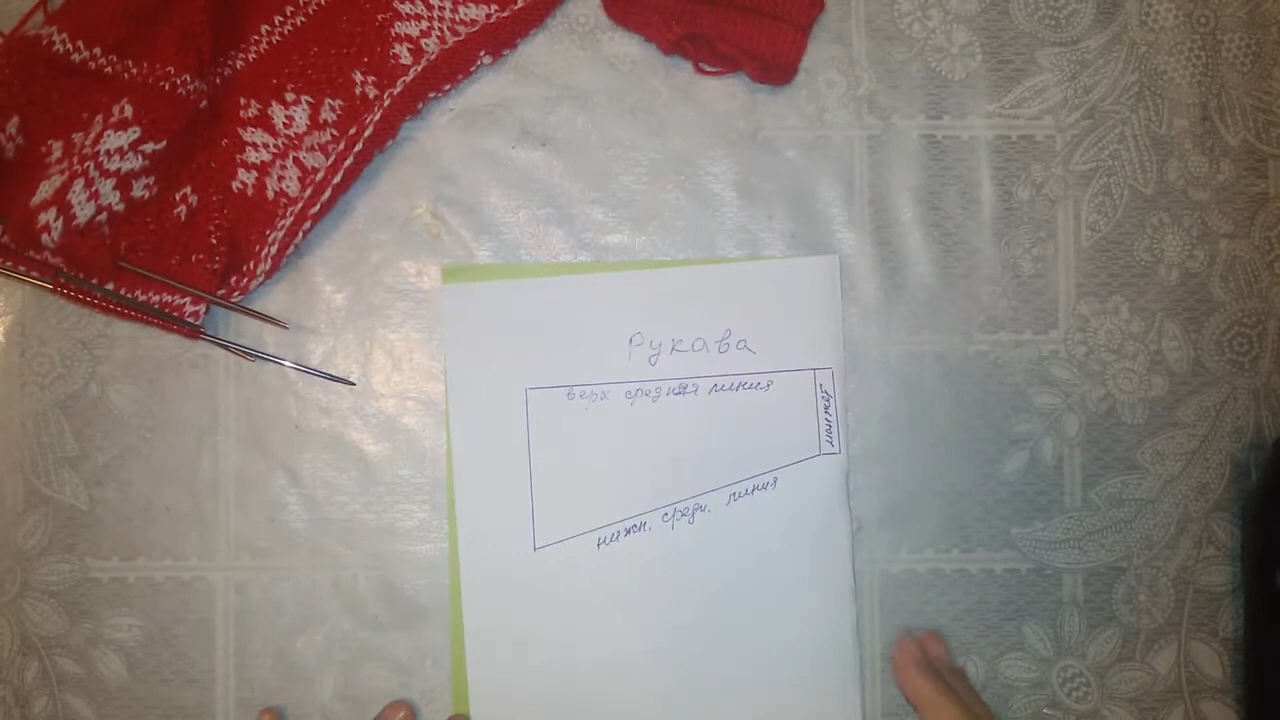 Рукава
верх средняя линия
манжет
нижн. средн. линия